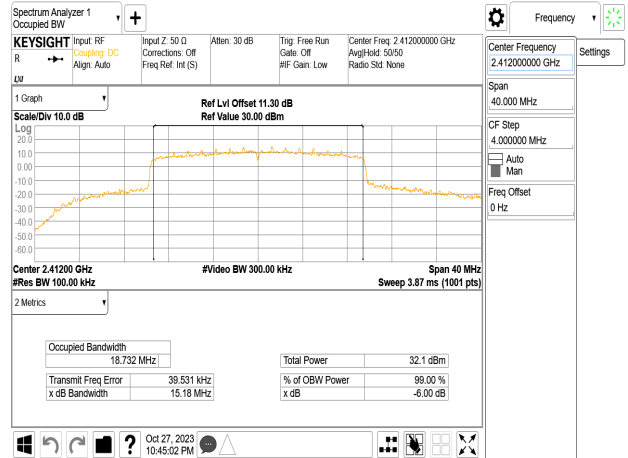 Spectrum Analyzer 1
Occupied BW
Frequency
KEYSIGHT
R
LXI
Input: RF
Coupling: DC
Align: Auto
Input Z: 50 Ω
Corrections: Off
Freq Ref: Int (S)
Atten: 30 dB
Trig: Free Run
Gate: Off
#IF Gain: Low
Center Freq: 2.412000000 GHz
Avg|Hold: 50/50
Radio Std: None
Center Frequency
2.412000000 GHz
Settings
Span
40.000 MHz
CF Step
4.000000 MHz
Auto
Man
Freq Offset
0 Hz
1 Graph
Ref Lvl Offset 11.30 dB
Scale/Div 10.0 dB
Ref Value 30.00 dBm
Log
20.0
10.0
0.00
-10.0
-20.0
-30.0
-40.0
-50.0
-60.0
Center 2.41200 GHz
#Video BW 300.00 kHz
Span 40 MHz
#Res BW 100.00 kHz
Sweep 3.87 ms (1001 pts)
2 Metrics
Occupied Bandwidth
18.732 MHz
Total Power
32.1 dBm
Transmit Freq Error
39.531 kHz
% of OBW Power
99.00 %
x dB Bandwidth
15.18 MHz
x dB
-6.00 dB
?
Oct 27, 2023
10:45:02 PM